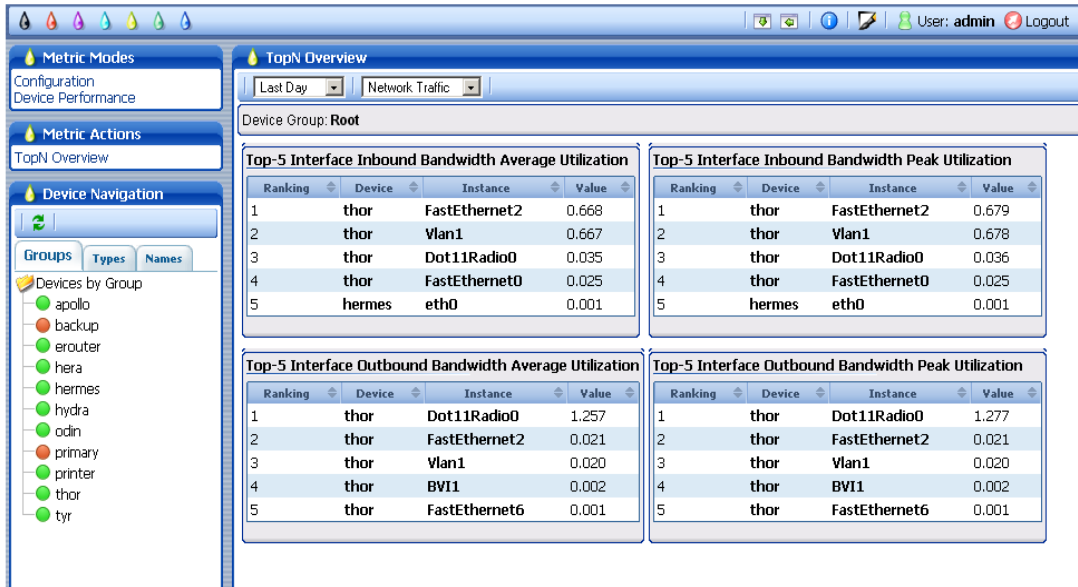 User: admin Logout
Metric Modes
Configuration
Device Performance
Metric Actions
TopN Overview
Device Navigation
Groups Types Names
Devices by Group
apollo
backup
erouter
hera
hermes
hydra
odin
primary
printer
thor
tyr
TopN Overview
Last Day Network Traffic
Device Group: Root
Top-5 Interface Inbound Bandwidth Average Utilization
Ranking Device Instance Value
1 thor FastEthernet2 0.668
2 thor Vlan1 0.667
3 thor Dot11Radio0 0.035
4 thor FastEthernet0 0.025
5 hermes eth0 0.001
Top-5 Interface Inbound Bandwidth Peak Utilization
Ranking Device Instance Value
1 thor FastEthernet2 0.679
2 thor Vlan1 0.678
3 thor Dot11Radio0 0.036
4 thor FastEthernet0 0.025
5 hermes eth0 0.001
Top-5 Interface Outbound Bandwidth Average Utilization
Ranking Device Instance Value
1 thor Dot11Radio0 1.257
2 thor FastEthernet2 0.021
3 thor Vlan1 0.020
4 thor BVI1 0.002
5 thor FastEthernet6 0.001
Top-5 Interface Outbound Bandwidth Peak Utilization
Ranking Device Instance Value
1 thor Dot11Radio0 1.277
2 thor FastEthernet2 0.021
3 thor Vlan1 0.020
4 thor BVI1 0.002
5 thor FastEthernet6 0.001